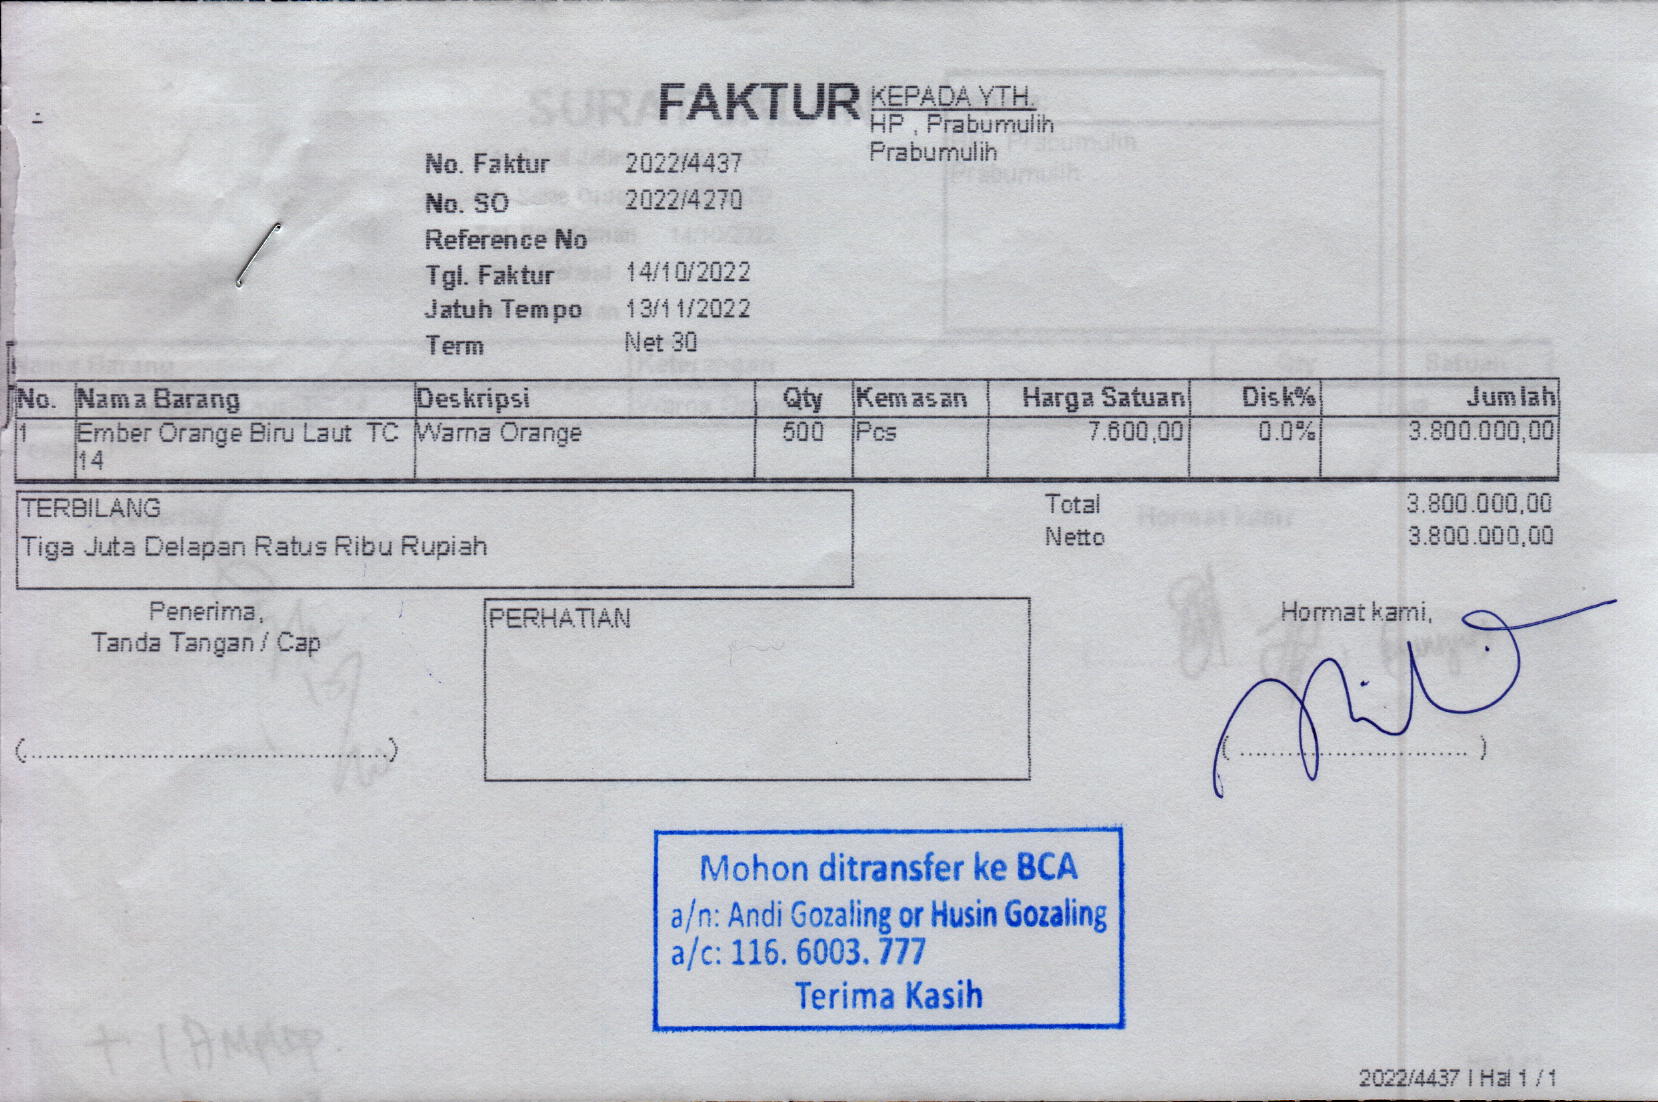 FAKTUR
KEPADA YTH.
HP , Prabumulih
Prabumulih
No. Faktur 2022/4437
No. SO 2022/4270
Reference No
Tgl. Faktur 14/10/2022
Jatuh Tempo 13/11/2022
Term Net 30
No. Nama Barang Deskripsi Qty Kemasan Harga Satuan Disk% Jumlah
1 Ember Orange Biru Laut TC Warna Orange 500 Pcs 7.600,00 0.0% 3.800.000,00
14
TERBILANG
Tiga Juta Delapan Ratus Ribu Rupiah
Total 3.800.000,00
Netto 3.800.000,00
Penerima,
Tanda Tangan / Cap
PERHATIAN
Hormat kami,
Mohon ditransfer ke BCA
a/n: Andi Gozaling or Husin Gozaling
a/c: 116. 6003. 777
Terima Kasih
2022/4437 | Hal 1 / 1